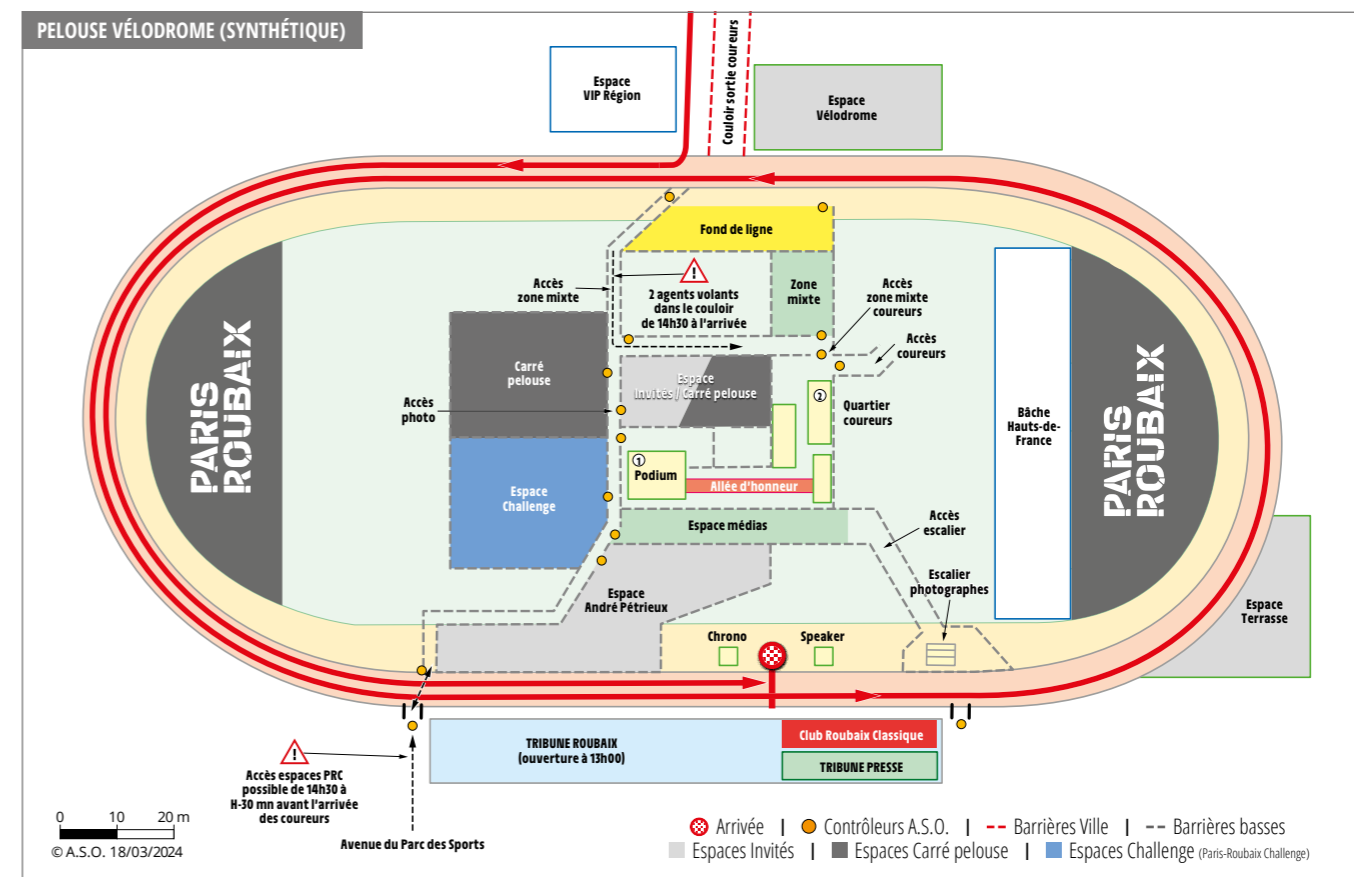 PELOUSE VÉLODROME (SYNTHÉTIQUE)
Espace
VIP Région
Couloir sortie coureurs
Espace
Vélodrome
Fond de ligne
Accès
zone mixte
!
2 agents volants
dans le couloir
de 14h30 à l'arrivée
Zone
mixte
Accès
zone mixte
coureurs
Accès
coureurs
PARIS
ROUBAIX
Carré
pelouse
Espace
Invités / Carré pelouse
Accès
photo
②
Quartier
coureurs
Bâche
Hauts-de-
France
PARIS
ROUBAIX
①
Podium
Allée d'honneur
Espace
Challenge
Espace médias
Accès
escalier
Escalier
photographes
Espace
André Pétrieux
Espace
Terrasse
Chrono
Speaker
TRIBUNE ROUBAIX
(ouverture à 13h00)
Club Roubaix Classique
TRIBUNE PRESSE
!
Accès espaces PRC
possible de 14h30 à
H-30 mn avant l'arrivée
des coureurs
Avenue du Parc des Sports
0 10 20 m
© A.S.O. 18/03/2024
Arrivée | Contrôleurs A.S.O. | Barrières Ville | Barrières basses
Espaces Invités | Espaces Carré pelouse | Espaces Challenge (Paris-Roubaix Challenge)